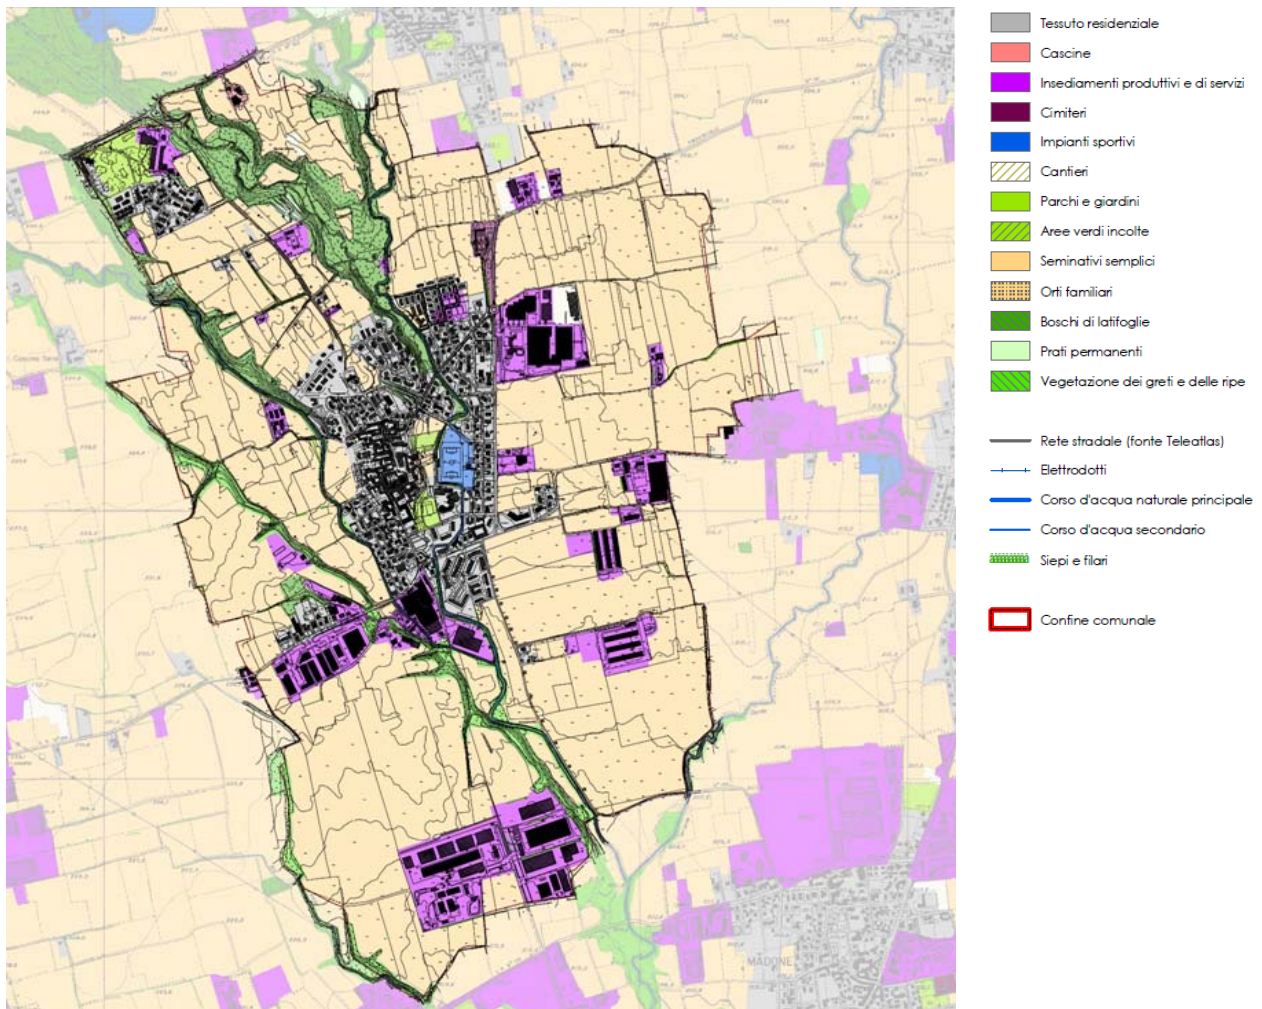 Tessuto residenziale
Cascine
Insediamenti produttivi e di servizi
Cimiteri
Impianti sportivi
Cantieri
Parchi e giardini
Aree verdi incolte
Seminativi semplici
Orti familiari
Boschi di latifoglie
Prati permanenti
Vegetazione dei greti e delle ripe
Rete stradale (fonte Teleatlas)
Elettrodotti
Corso d'acqua naturale principale
Corso d'acqua secondario
Siepi e filari
Confine comunale
MADONE